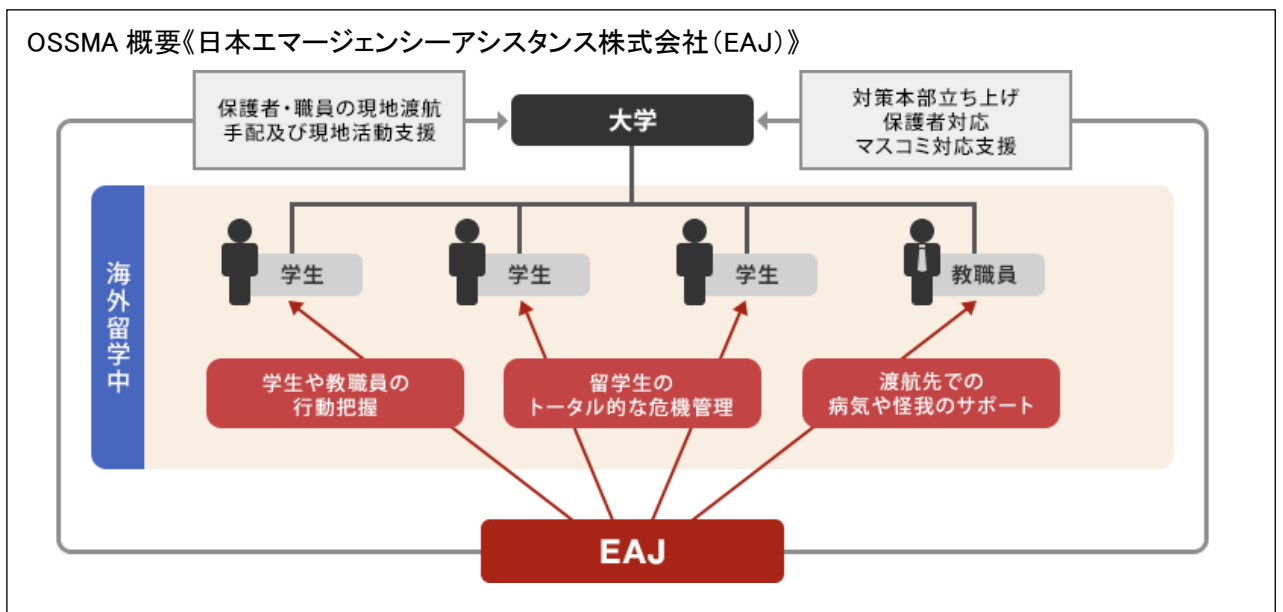 OSSMA 概要《日本エマージェンシーアシスタンス株式会社(EAJ)》
保護者・職員の現地渡航
手配及び現地活動支援
大学
対策本部立ち上げ
保護者対応
マスコミ対応支援
海外留学中
学生
学生
学生
教職員
学生や教職員の
行動把握
留学生の
トータル的な危機管理
渡航先での
病気や怪我のサポート
EAJ